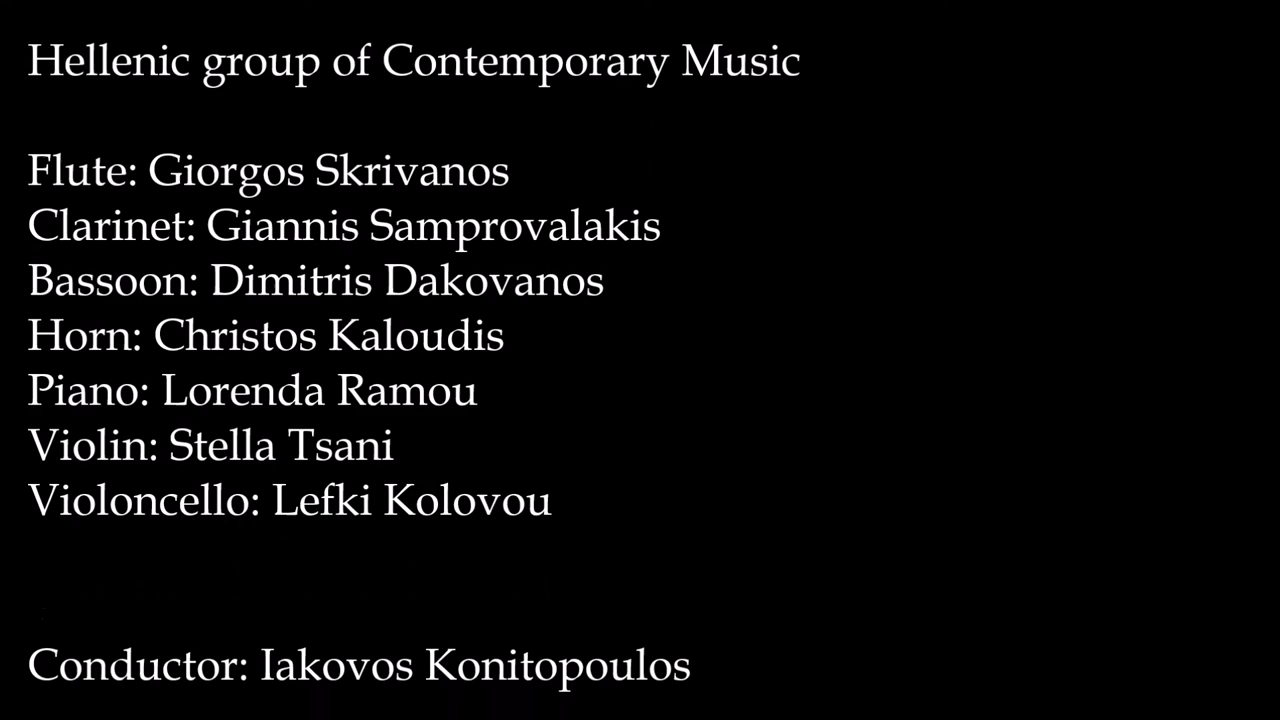 Hellenic group of Contemporary Music
Flute: Giorgos Skrivanos
Clarinet: Giannis Samprovalakis
Bassoon: Dimitris Dakovanos
Horn: Christos Kaloudis
Piano: Lorenda Ramou
Violin: Stella Tsani
Violoncello: Lefki Kolovou
Conductor: Iakovos Konitopoulos